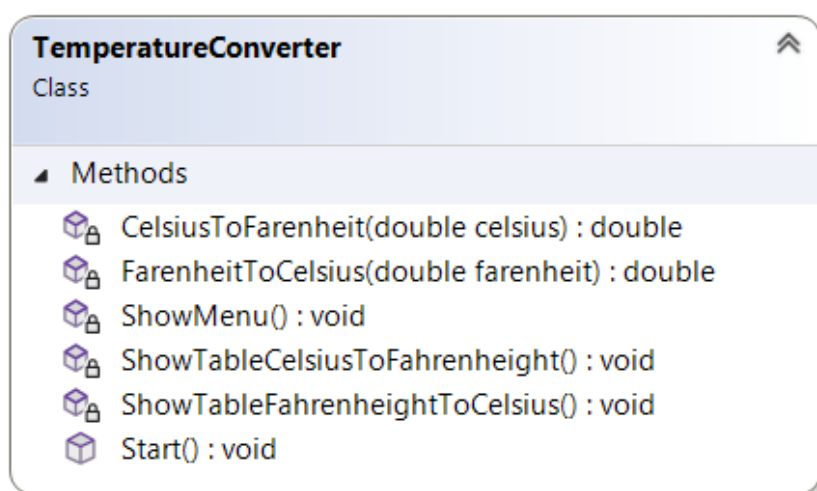 TemperatureConverter
Class
Methods
CelsiusToFarenheit(double celsius) : double
FarenheitToCelsius(double farenheit) : double
ShowMenu() : void
ShowTableCelsiusToFahrenheight() : void
ShowTableFahrenheightToCelsius() : void
Start() : void